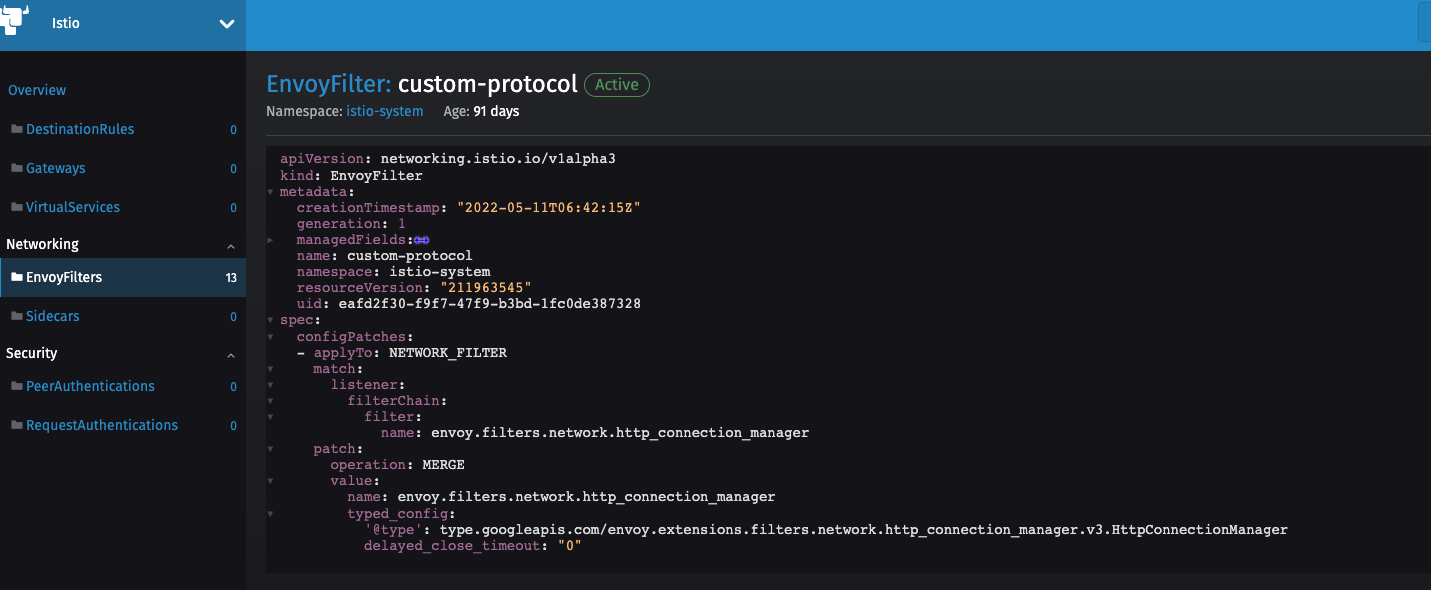 Istio
Overview
DestinationRules 0
Gateways 0
VirtualServices 0
Networking
EnvoyFilters 13
Sidecars 0
Security
PeerAuthentications 0
RequestAuthentications 0
EnvoyFilter: custom-protocol Active
Namespace: istio-system Age: 91 days
apiVersion: networking.istio.io/v1alpha3
kind: EnvoyFilter
metadata:
  creationTimestamp: "2022-05-11T06:42:15Z"
  generation: 1
  managedFields:
  name: custom-protocol
  namespace: istio-system
  resourceVersion: "211963545"
  uid: eafd2f30-f9f7-47f9-b3bd-1fc0de387328
spec:
  configPatches:
  - applyTo: NETWORK_FILTER
    match:
      listener:
        filterChain:
          filter:
            name: envoy.filters.network.http_connection_manager
    patch:
      operation: MERGE
      value:
        name: envoy.filters.network.http_connection_manager
        typed_config:
          '@type': type.googleapis.com/envoy.extensions.filters.network.http_connection_manager.v3.HttpConnectionManager
          delayed_close_timeout: "0"